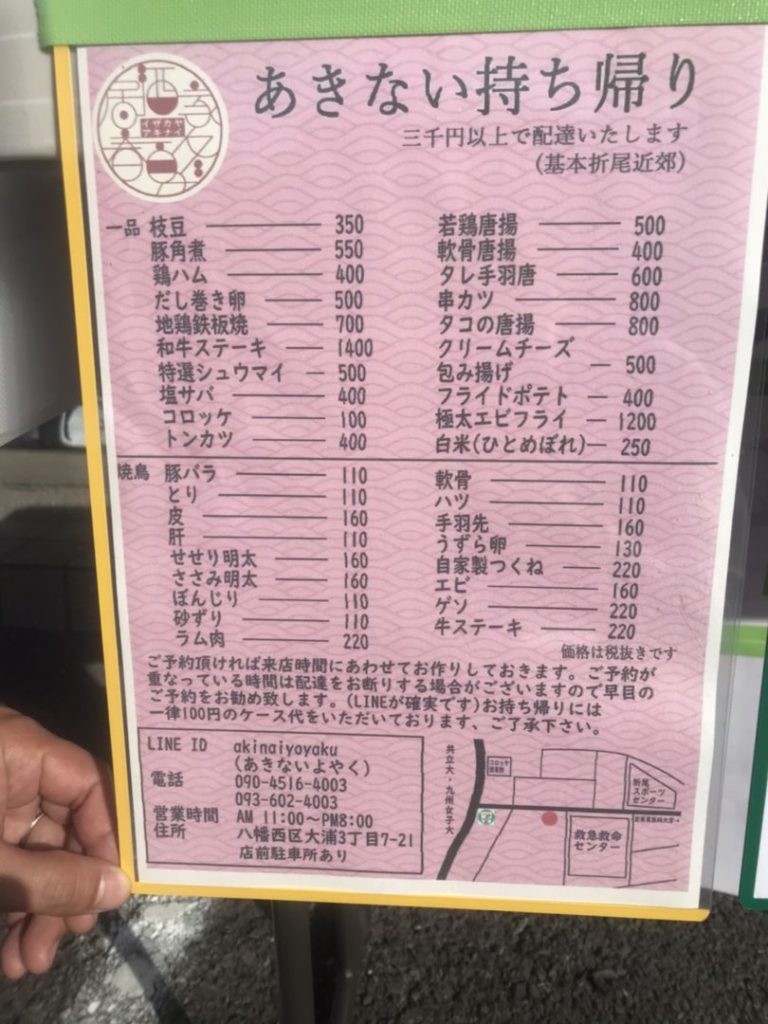 イザカヤ
アキナイ
あきない持ち帰り
三千円以上で配達いたします
(基本折尾近郊)
一品 枝豆 350
豚角煮 550
鶏ハム 400
だし巻き卵 500
地鶏鉄板焼 700
和牛ステーキ 1400
特選シュウマイ 500
塩サバ 400
コロッケ 100
トンカツ 400
若鶏唐揚 500
軟骨唐揚 400
タレ手羽唐 600
串カツ 800
タコの唐揚 800
クリームチーズ
包み揚げ 500
フライドポテト 400
極太エビフライ 1200
白米(ひとめぼれ) 250
焼鳥 豚バラ 110
とり 110
皮 160
肝 110
せせり明太 160
ささみ明太 160
ぼんじり 110
砂ずり 110
ラム肉 220
軟骨 110
ハツ 110
手羽先 160
うずら卵 130
自家製つくね 220
エビ 160
ゲソ 220
牛ステーキ 220
価格は税抜きです
ご予約頂ければ来店時間にあわせてお作りしておきます。ご予約が
重なっている時間は配達をお断りする場合がございますので早目の
ご予約をお勧め致します。(LINEが確実です)お持ち帰りには
一律100円のケース代をいただいております、ご了承下さい。
LINE ID akinaiyoyaku
(あきないよやく)
電話 090-4516-4003
093-602-4003
営業時間 AM 11:00~PM8:00
住所 八幡西区大浦3丁目7-21
店前駐車所あり
共立大・九州女子大
コロッケ
折尾
スポーツ
センター
救急救命
センター